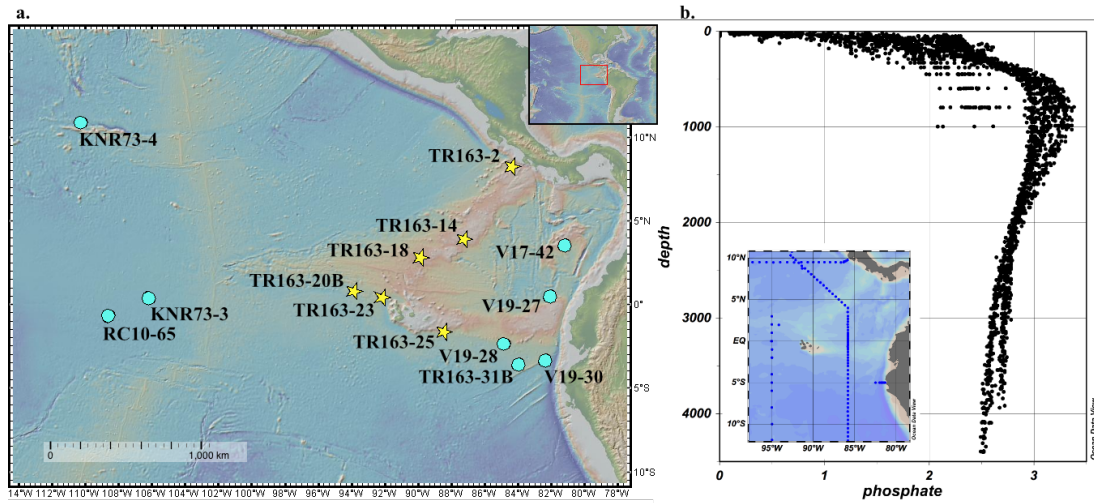 a.
KNR73-4
TR163-2
TR163-14
TR163-18
V17-42
TR163-20B
TR163-23
V19-27
KNR73-3
RC10-65
TR163-25
V19-28
TR163-31B
V19-30
0 1,000 km
10°N
5°N
0°N
5°S
10°S
114°W 110°W 108°W 106°W 104°W 102°W 100°W 98°W 96°W 94°W 92°W 90°W 88°W 86°W 84°W 82°W 80°W 78°W
b.
0
1000
2000
3000
4000
depth
0 1 2 3
phosphate
Ocean Data View
10°N
5°N
EQ
5°S
10°S
95°W 90°W 85°W 80°W
Ocean Data View